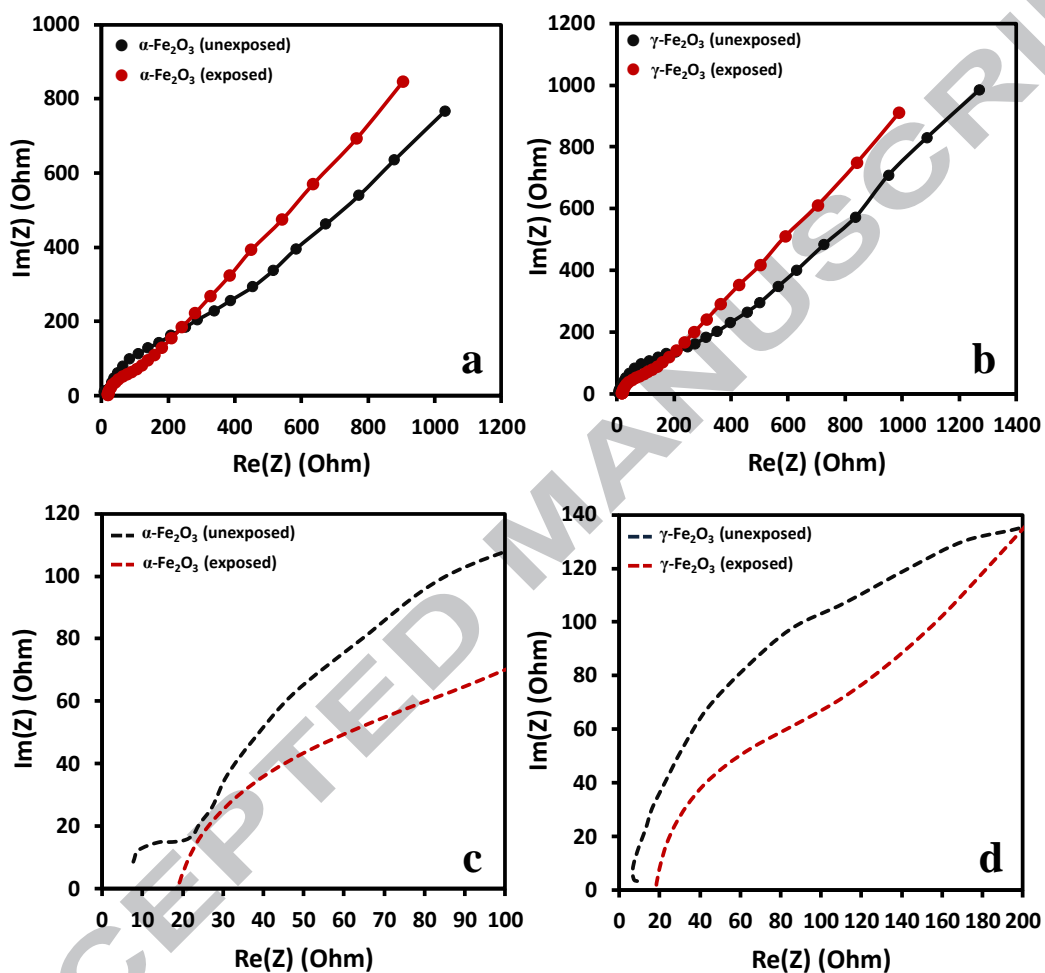 1000
800
600
400
200
0
Im(Z) (Ohm)
α-Fe₂O₃ (unexposed)
α-Fe₂O₃ (exposed)
a
0 200 400 600 800 1000 1200
Re(Z) (Ohm)
1200
1000
800
600
400
200
0
Im(Z) (Ohm)
γ-Fe₂O₃ (unexposed)
γ-Fe₂O₃ (exposed)
b
0 200 400 600 800 1000 1200 1400
Re(Z) (Ohm)
120
100
80
60
40
20
0
Im(Z) (Ohm)
α-Fe₂O₃ (unexposed)
α-Fe₂O₃ (exposed)
c
0 10 20 30 40 50 60 70 80 90 100
Re(Z) (Ohm)
140
120
100
80
60
40
20
0
Im(Z) (Ohm)
γ-Fe₂O₃ (unexposed)
γ-Fe₂O₃ (exposed)
d
0 20 40 60 80 100 120 140 160 180 200
Re(Z) (Ohm)
CEPTED MANUSCRI